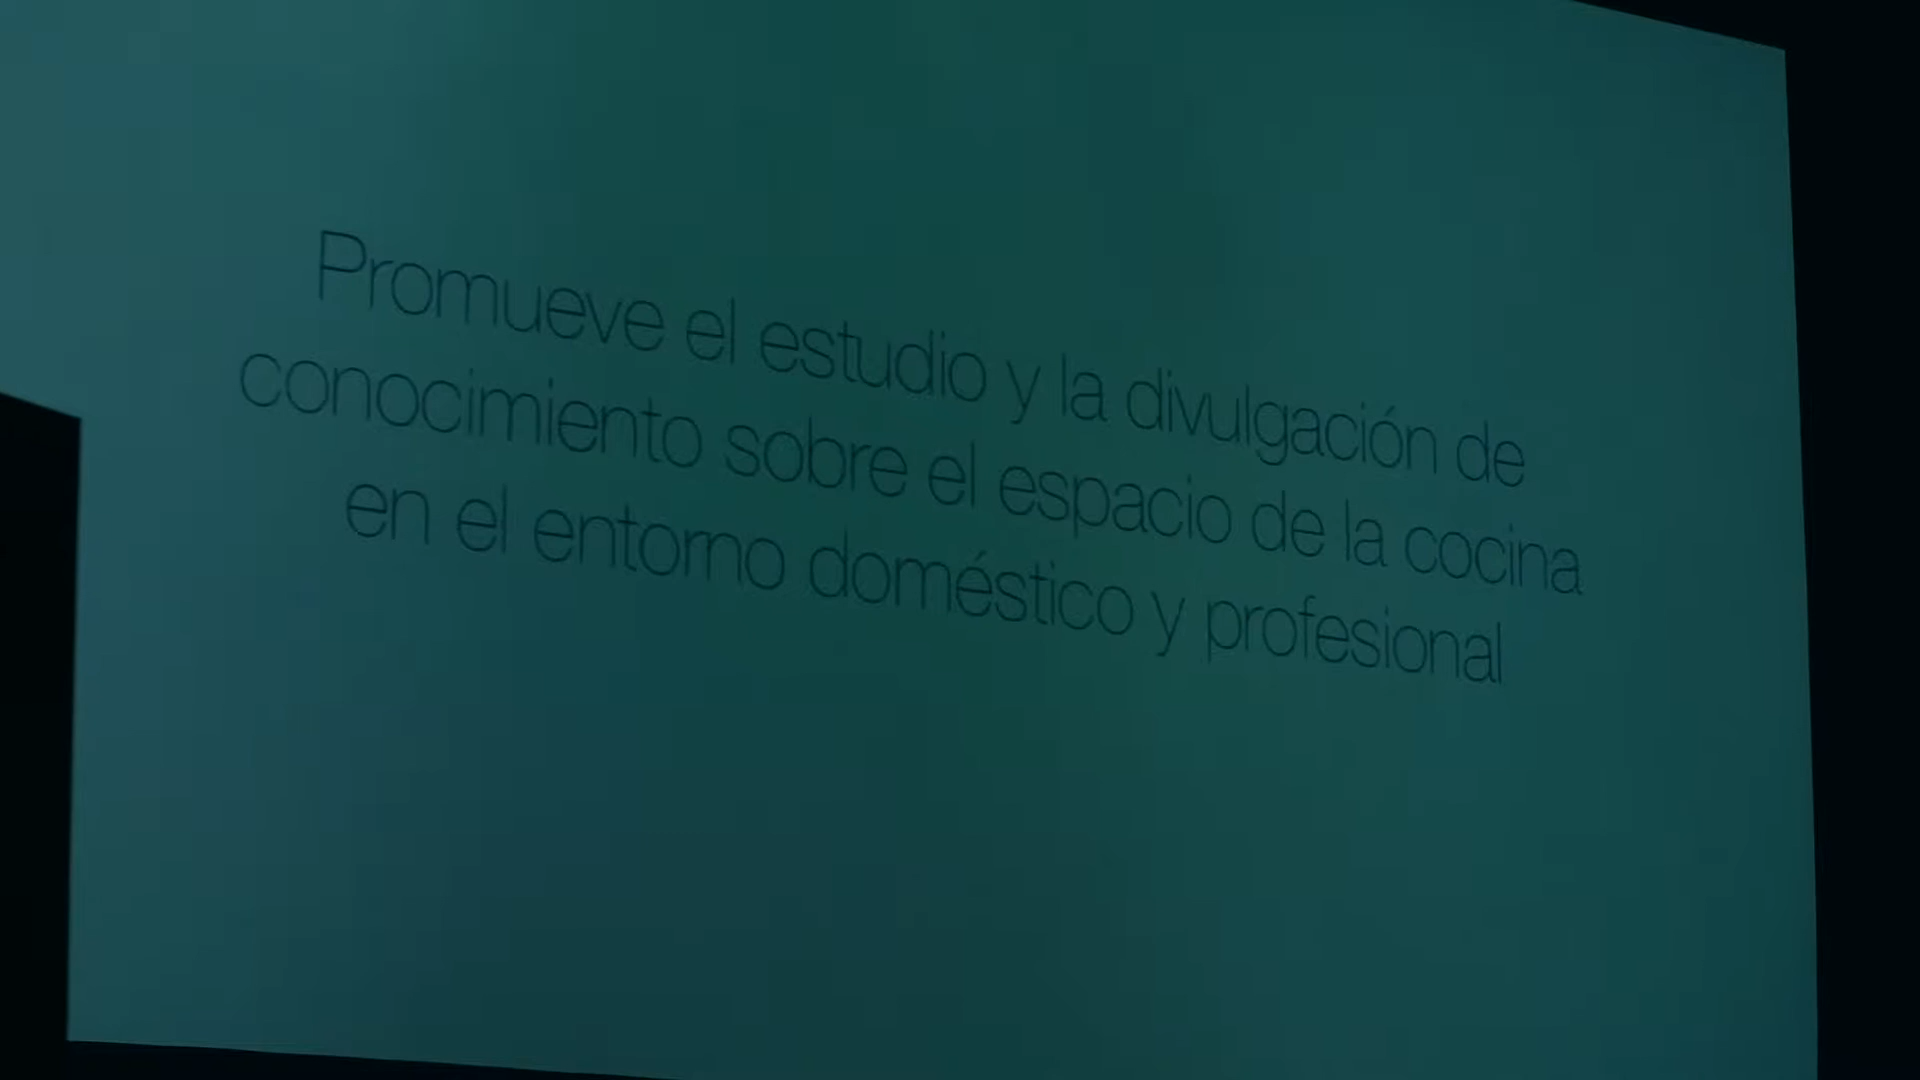 Promueve el estudio y la divulgación de
conocimiento sobre el espacio de la cocina
en el entorno doméstico y profesional